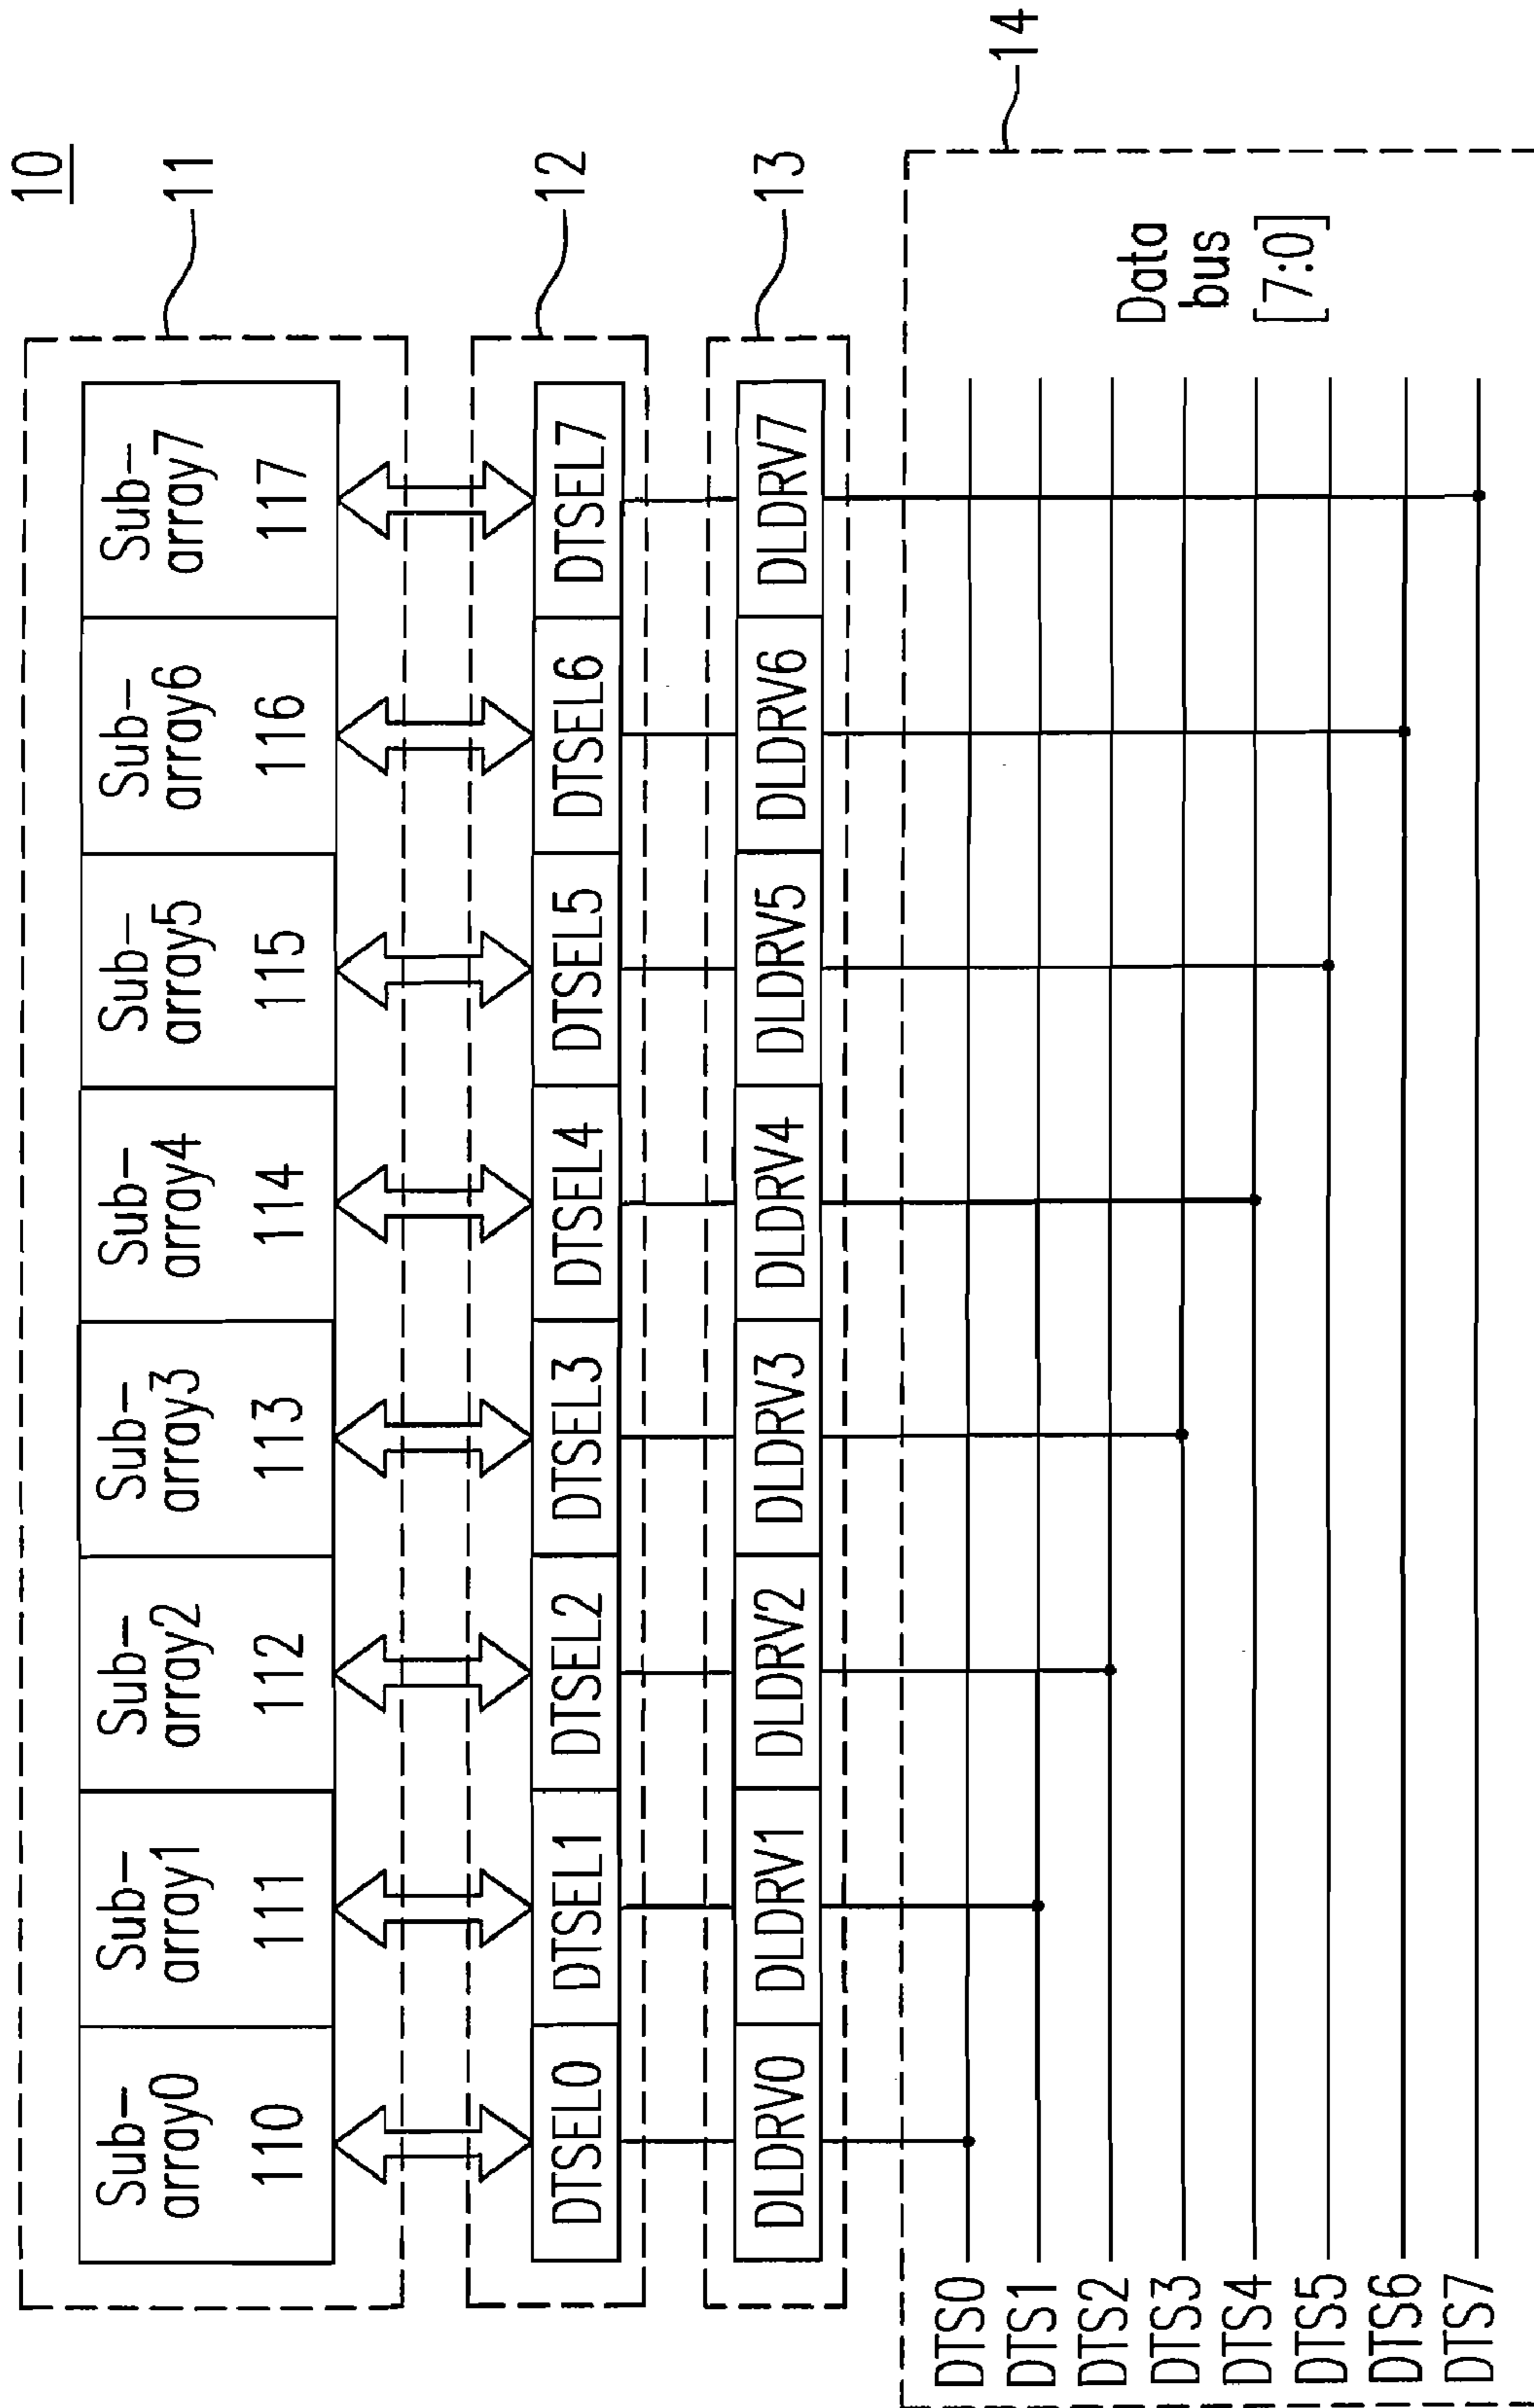 10
11
Sub-
array0
110
Sub-
array1
111
Sub-
array2
112
Sub-
array3
113
Sub-
array4
114
Sub-
array5
115
Sub-
array6
116
Sub-
array7
117
12
DTSEL0
DTSEL1
DTSEL2
DTSEL3
DTSEL4
DTSEL5
DTSEL6
DTSEL7
13
DLDRV0
DLDRV1
DLDRV2
DLDRV3
DLDRV4
DLDRV5
DLDRV6
DLDRV7
14
DTS0
DTS1
DTS2
DTS3
DTS4
DTS5
DTS6
DTS7
Data
bus
[7:0]